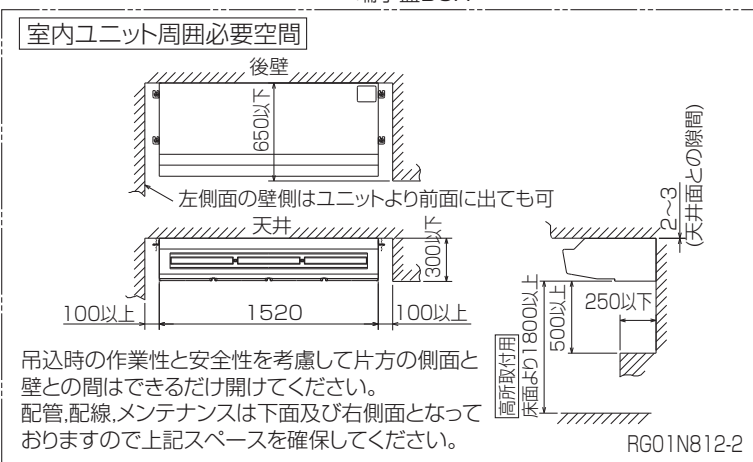 室内ユニット周囲必要空間
後壁
650以下
左側面の壁側はユニットより前面に出ても可
天井
300以下
100以上
1520
100以上
2~3
(天井面との隙間)
250以下
500以上
高所取付用
床面より1800以上
吊込時の作業性と安全性を考慮して片方の側面と
壁との間はできるだけ開けてください。
配管,配線,メンテナンスは下面及び右側面となって
おりますので上記スペースを確保してください。
RG01N812-2